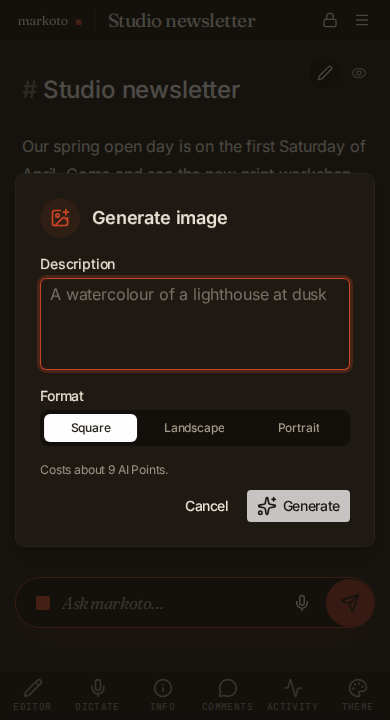 markoto
Studio newsletter
# Studio newsletter
Our spring open day is on the first Saturday of
April. Come and see the new print workshop
Generate image
Description
A watercolour of a lighthouse at dusk
Format
Square Landscape Portrait
Costs about 9 AI Points.
Cancel Generate
Ask markoto...
EDITOR DICTATE INFO COMMENTS ACTIVITY THEME